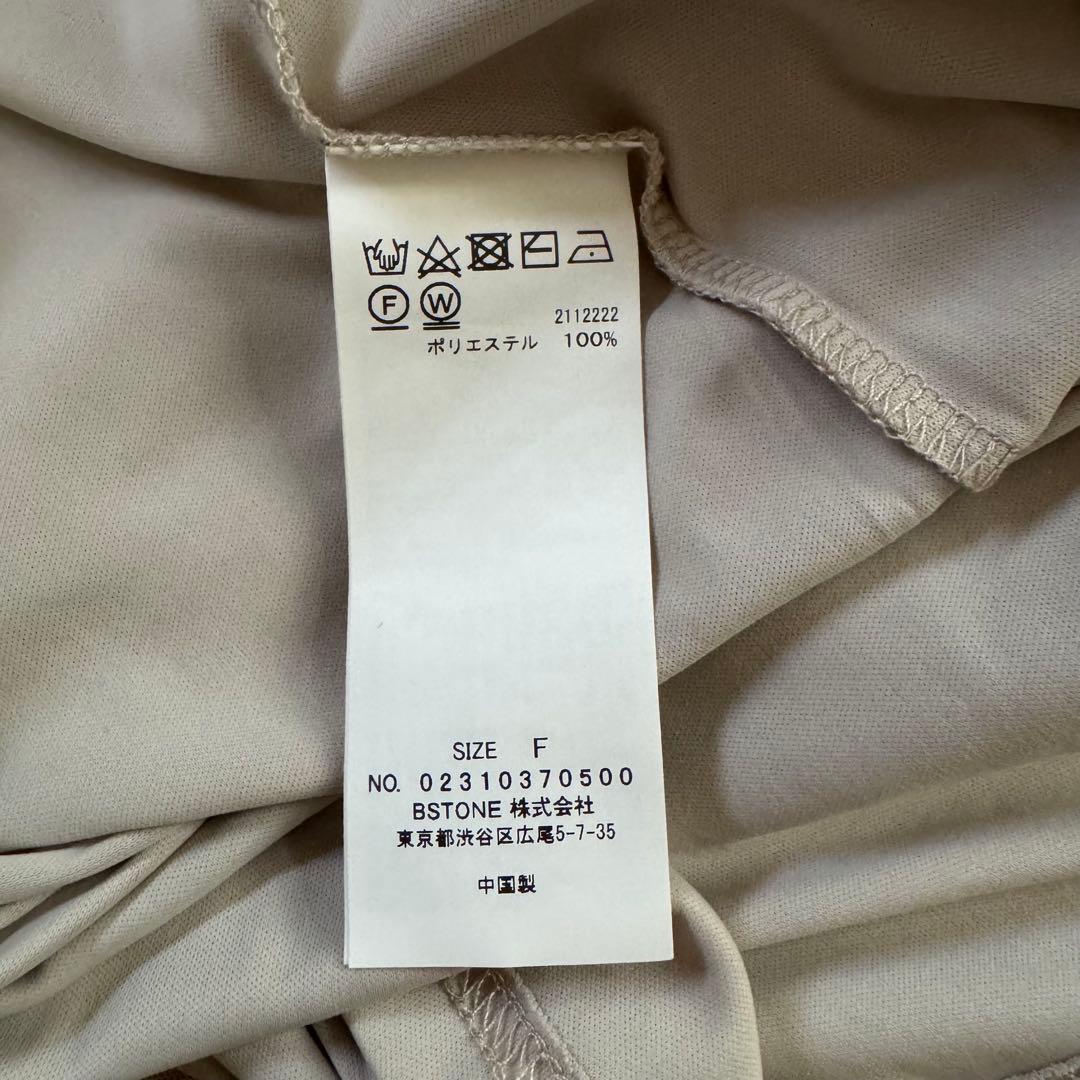 F W
2112222
ポリエステル 100%
SIZE F
NO. 02310370500
BSTONE 株式会社
東京都渋谷区広尾5-7-35
中国製